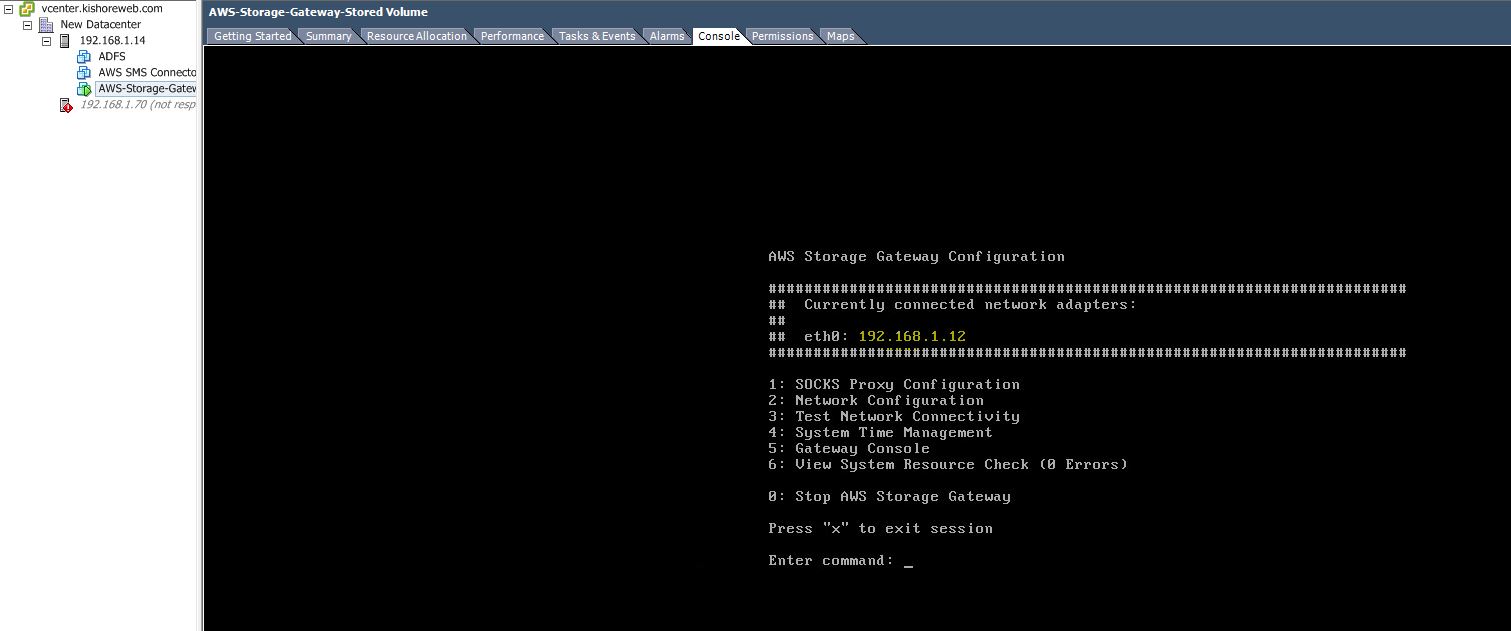 vcenter.kishoreweb.com
New Datacenter
192.168.1.14
ADFS
AWS SMS Connecto
AWS-Storage-Gatew
192.168.1.70 (not resp
AWS-Storage-Gateway-Stored Volume
Getting Started Summary Resource Allocation Performance Tasks & Events Alarms Console Permissions Maps
AWS Storage Gateway Configuration
#######################################################################
## Currently connected network adapters:
##
## eth0: 192.168.1.12
#######################################################################
1: SOCKS Proxy Configuration
2: Network Configuration
3: Test Network Connectivity
4: System Time Management
5: Gateway Console
6: View System Resource Check (0 Errors)
0: Stop AWS Storage Gateway
Press "x" to exit session
Enter command: _